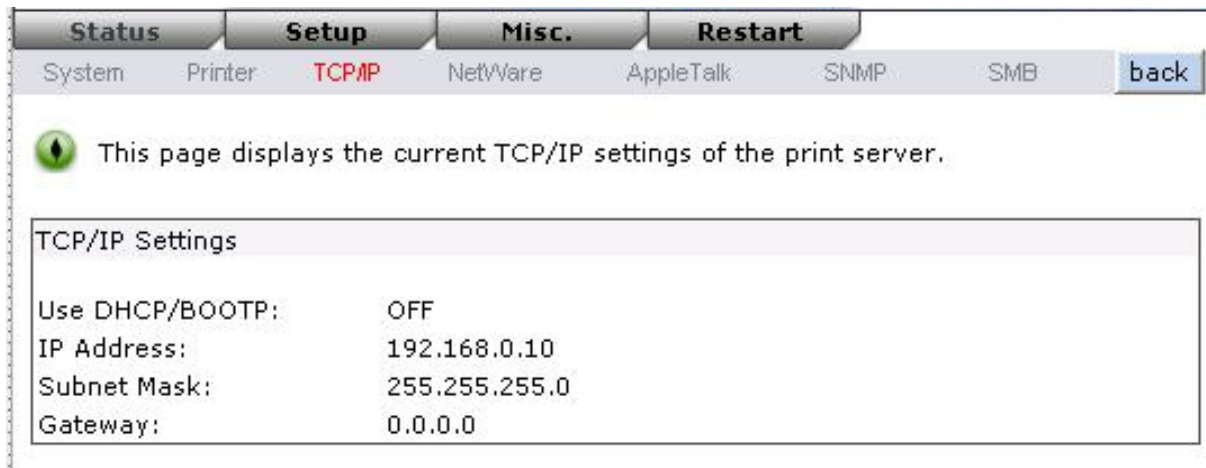 Status Setup Misc. Restart
System Printer TCP/IP NetWare AppleTalk SNMP SMB back
This page displays the current TCP/IP settings of the print server.
TCP/IP Settings
Use DHCP/BOOTP: OFF
IP Address: 192.168.0.10
Subnet Mask: 255.255.255.0
Gateway: 0.0.0.0